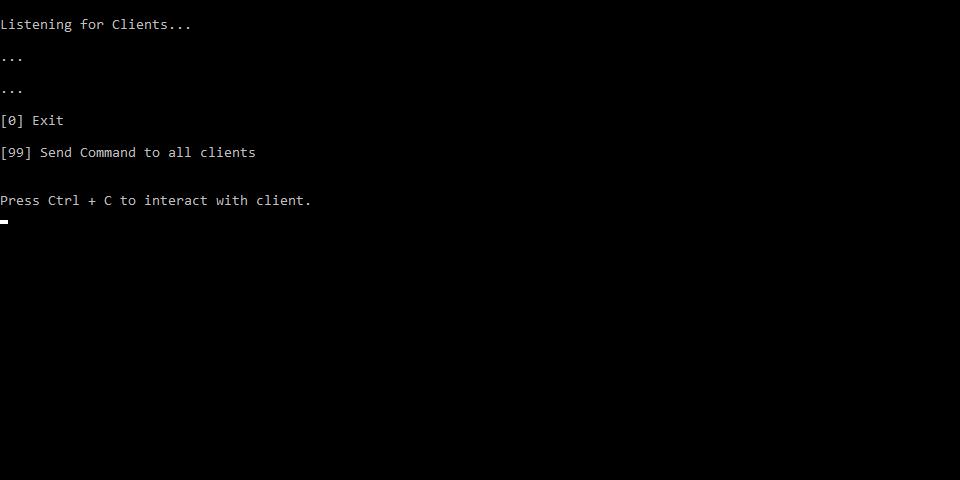 Listening for Clients...
...
...
[0] Exit
[99] Send Command to all clients
Press Ctrl + C to interact with client.